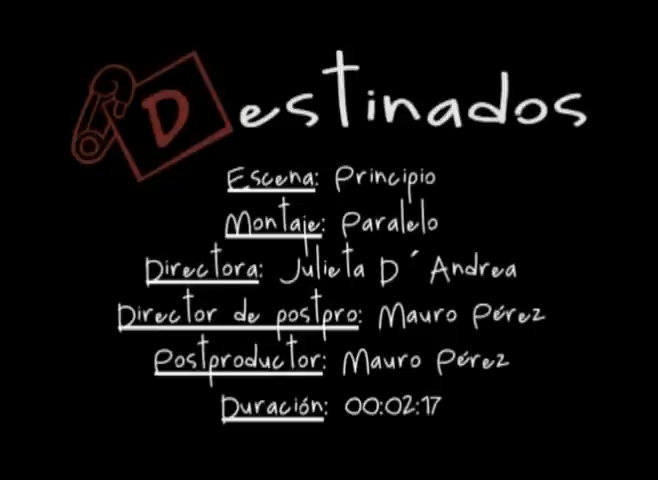 Destinados
Escena: Principio
Montaje: Paralelo
Directora: Julieta D´Andrea
Director de postpro: Mauro Pérez
Postproductor: Mauro Pérez
Duración: 00:02:17